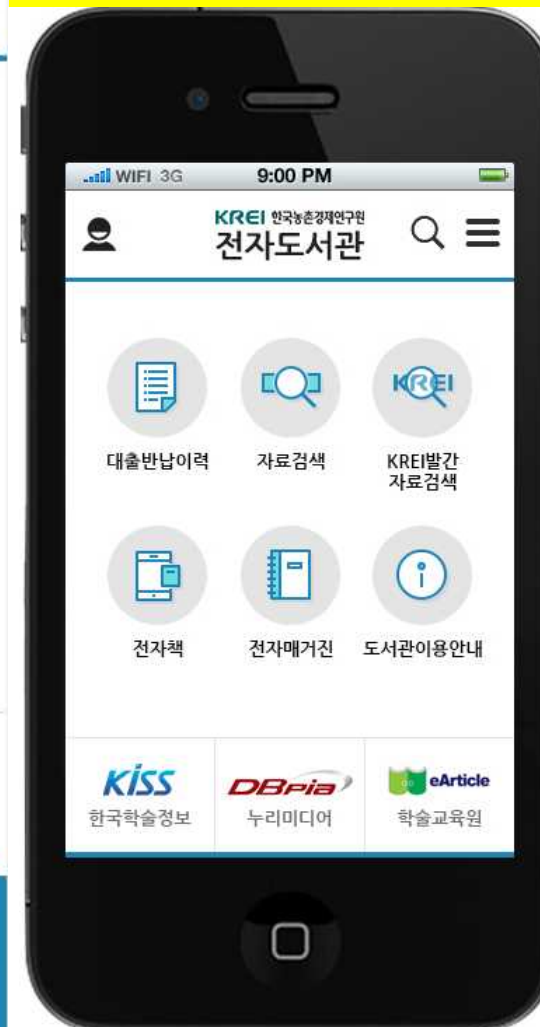 WIFI 3G 9:00 PM
KREI 한국농촌경제연구원
전자도서관
KREI
대출반납이력 자료검색 KREI발간
자료검색
전자책 전자매거진 도서관이용안내
KISS DBpia eArticle
한국학술정보 누리미디어 학술교육원